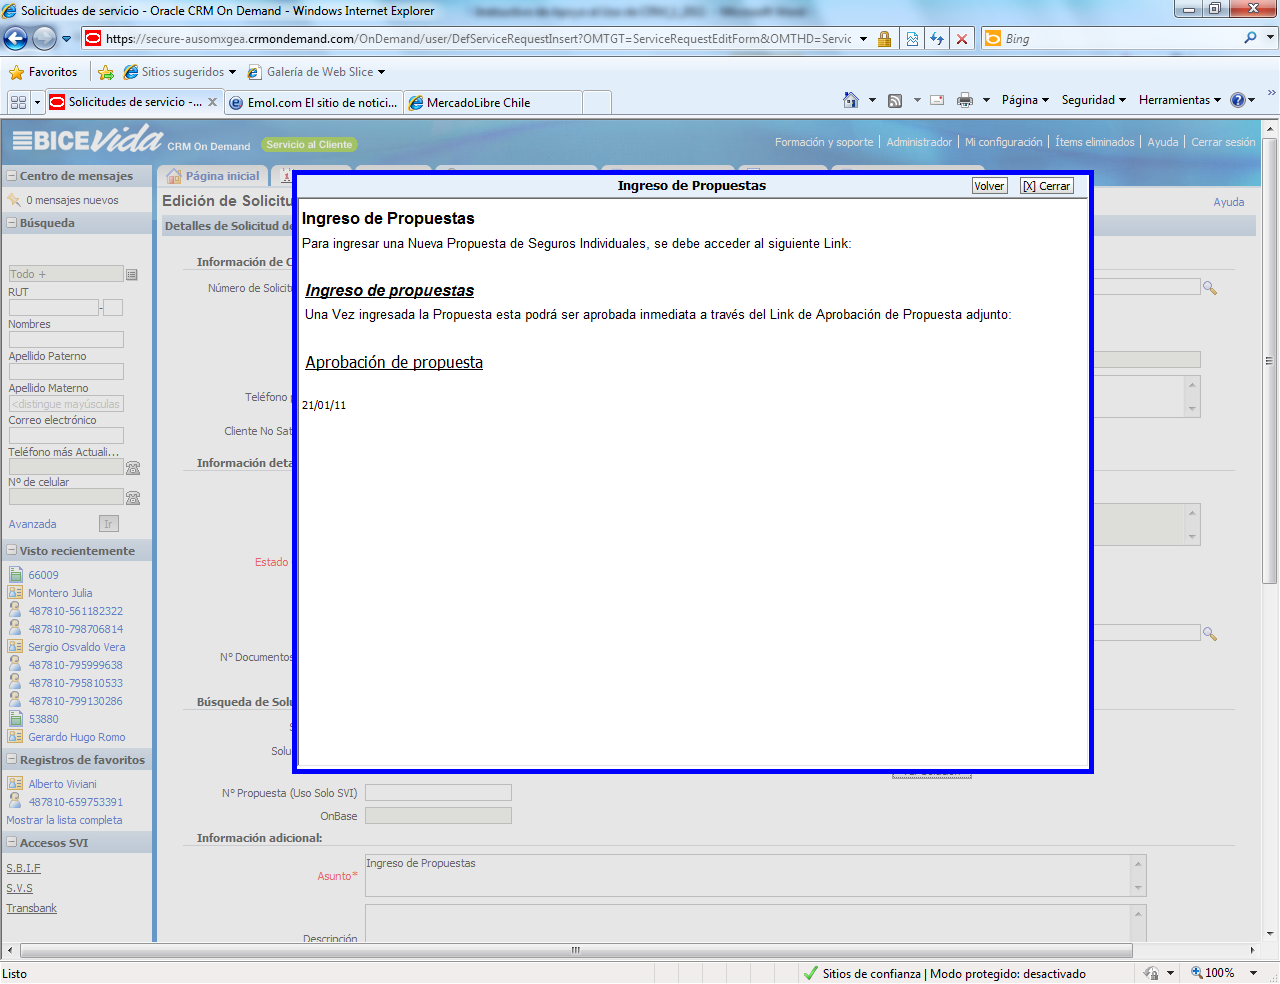 Solicitudes de servicio - Oracle CRM On Demand - Windows Internet Explorer
https://secure-ausomxgea.crmondemand.com/OnDemand/user/DefServiceRequestInsert?OMTGT=ServiceRequestEditForm&OMTHD=Servic
Bing
Favoritos
Sitios sugeridos
Galería de Web Slice
Solicitudes de servicio -...
Emol.com El sitio de notici...
MercadoLibre Chile
Página
Seguridad
Herramientas
BICEVida
CRM On Demand
Servicio al Cliente
Formación y soporte | Administrador | Mi configuración | Ítems eliminados | Ayuda | Cerrar sesión
Centro de mensajes
0 mensajes nuevos
Búsqueda
Todo +
RUT
-
Nombres
Apellido Paterno
Apellido Materno
<distingue mayúsculas
Correo electrónico
Teléfono más Actuali...
Nº de celular
Avanzada
Ir
Visto recientemente
66009
Montero Julia
487810-561182322
487810-798706814
Sergio Osvaldo Vera
487810-795999638
487810-795810533
487810-799130286
53880
Gerardo Hugo Romo
Registros de favoritos
Alberto Viviani
487810-659753391
Mostrar la lista completa
Accesos SVI
S.B.I.F
S.V.S
Transbank
Página inicial
Edición de Solicitu
Ayuda
Detalles de Solicitud de
Información de C
Número de Solicit
Teléfono
Cliente No Sat
Información deta
Estado
Nº Documentos
Búsqueda de Solu
Solu
Ingreso de Propuestas
Volver
[X] Cerrar
Ingreso de Propuestas
Para ingresar una Nueva Propuesta de Seguros Individuales, se debe acceder al siguiente Link:
Ingreso de propuestas
Una Vez ingresada la Propuesta esta podrá ser aprobada inmediata a través del Link de Aprobación de Propuesta adjunto:
Aprobación de propuesta
21/01/11
Nº Propuesta (Uso Solo SVI)
OnBase
Información adicional:
Asunto*
Ingreso de Propuestas
Descripción
Listo
Sitios de confianza | Modo protegido: desactivado
100%